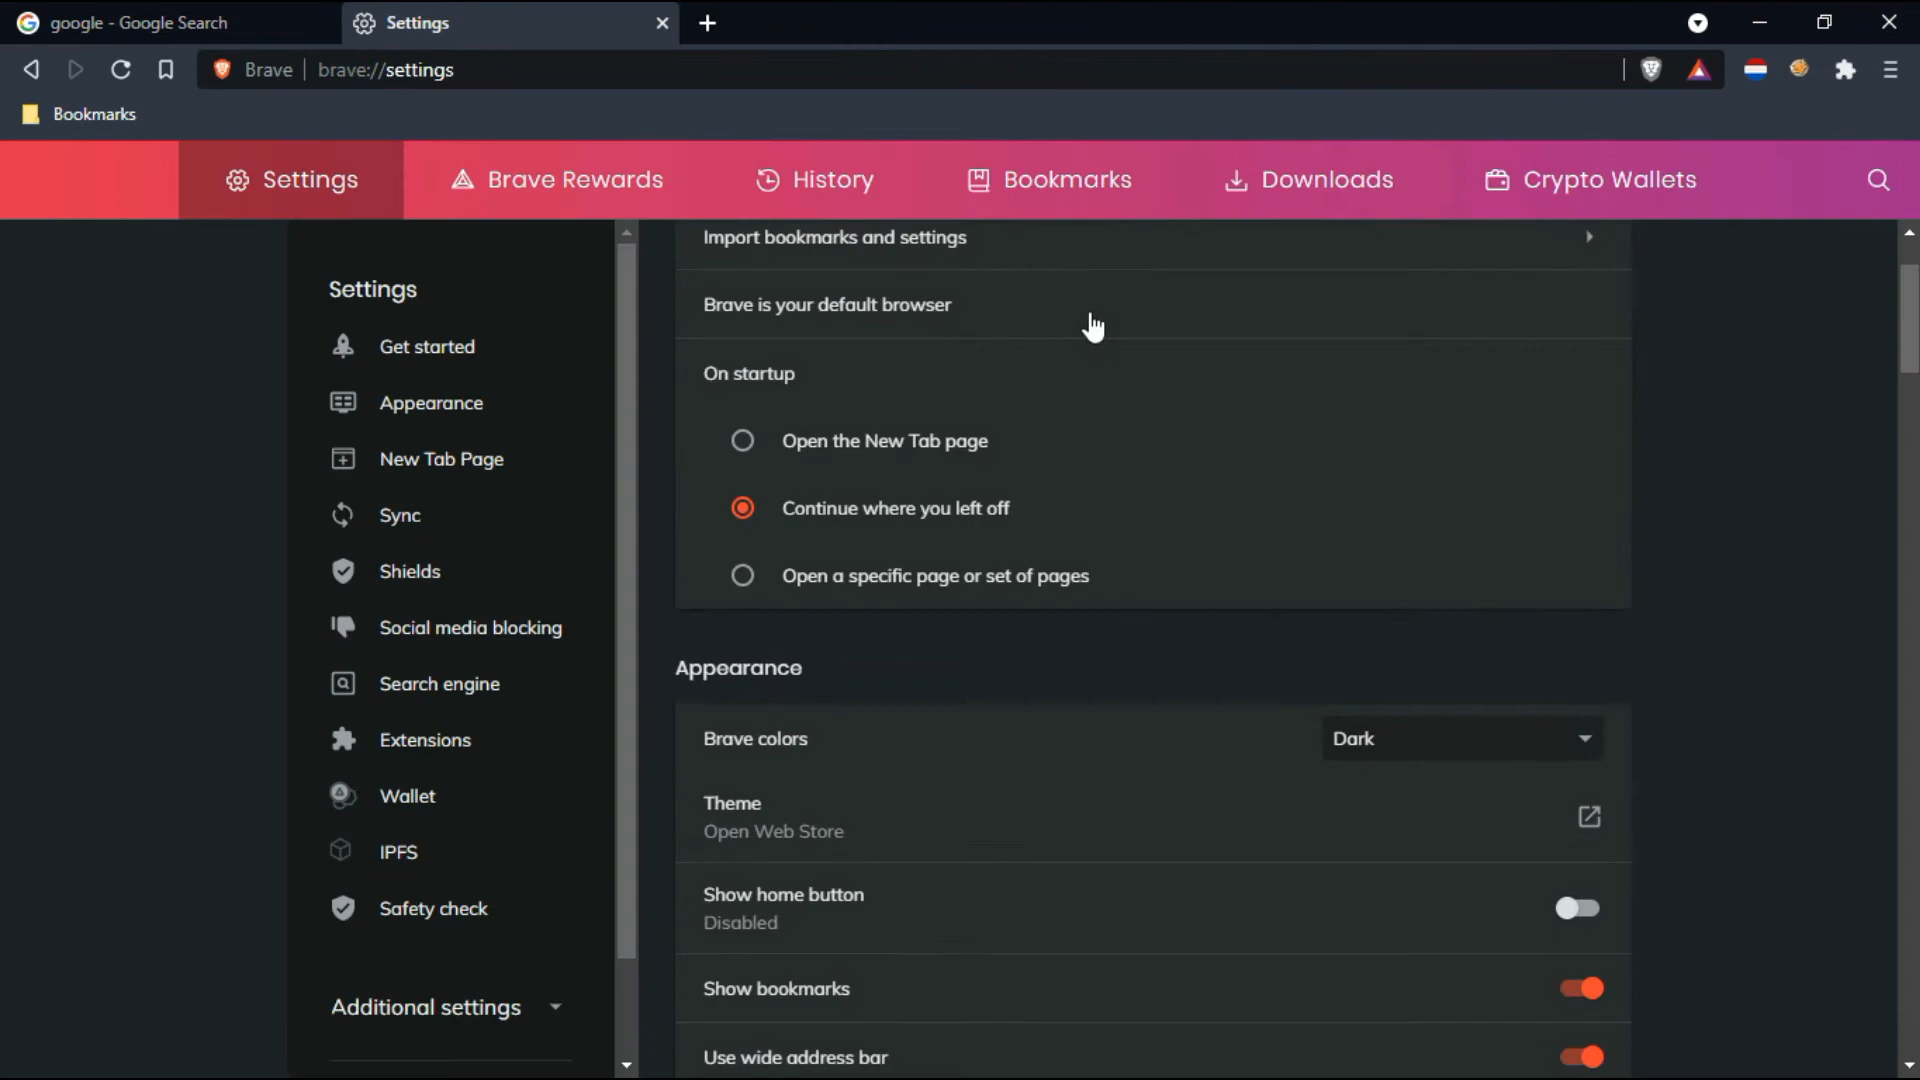 google - Google Search
Settings
Brave
brave://settings
Bookmarks
Settings
Brave Rewards
History
Bookmarks
Downloads
Crypto Wallets
Settings
Get started
Appearance
New Tab Page
Sync
Shields
Social media blocking
Search engine
Extensions
Wallet
IPFS
Safety check
Additional settings
Import bookmarks and settings
Brave is your default browser
On startup
Open the New Tab page
Continue where you left off
Open a specific page or set of pages
Appearance
Brave colors
Dark
Theme
Open Web Store
Show home button
Disabled
Show bookmarks
Use wide address bar